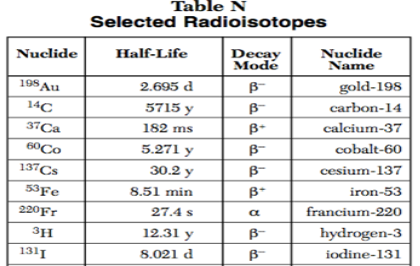 Table N
Selected Radioisotopes
Nuclide Half-Life Decay Mode Nuclide Name
¹⁹⁸Au 2.695 d β⁻ gold-198
¹⁴C 5715 y β⁻ carbon-14
³⁷Ca 182 ms β⁺ calcium-37
⁶⁰Co 5.271 y β⁻ cobalt-60
¹³⁷Cs 30.2 y β⁻ cesium-137
⁵³Fe 8.51 min β⁺ iron-53
²²⁰Fr 27.4 s α francium-220
³H 12.31 y β⁻ hydrogen-3
¹³¹I 8.021 d β⁻ iodine-131